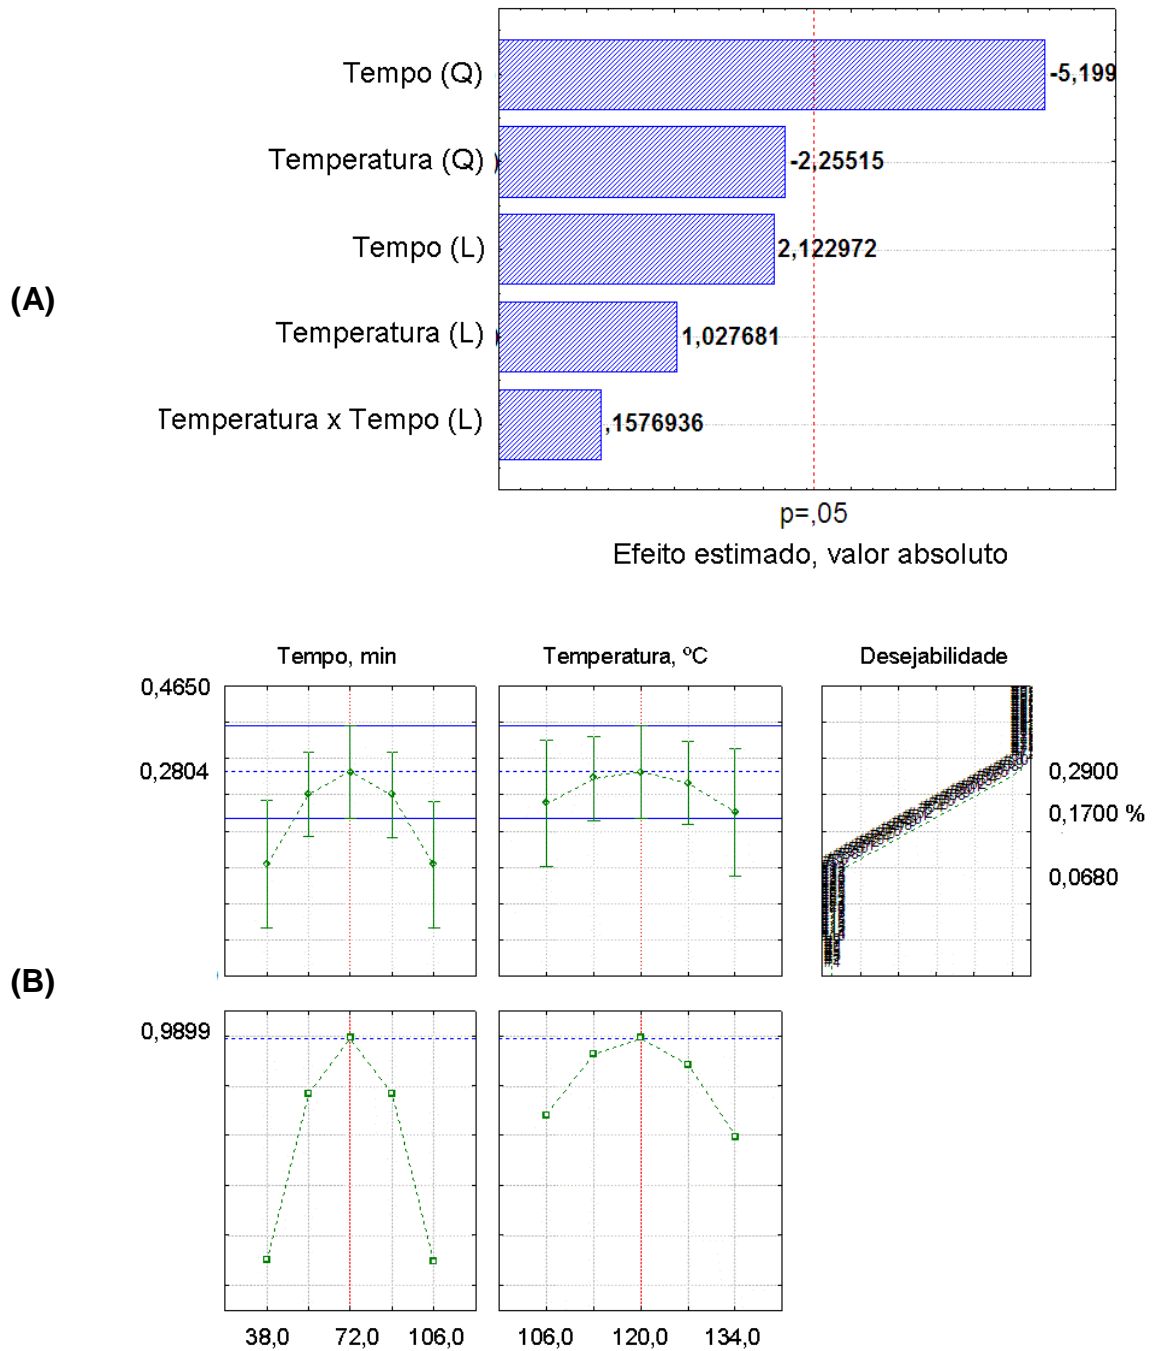 Tempo (Q)
-5,199
Temperatura (Q)
-2,25515
Tempo (L)
2,122972
(A)
Temperatura (L)
1,027681
Temperatura x Tempo (L)
,1576936
p=,05
Efeito estimado, valor absoluto
Tempo, min
Temperatura, ºC
Desejabilidade
0,4650
0,2804
0,2900
0,1700 %
0,0680
(B)
0,9899
38,0 72,0 106,0 106,0 120,0 134,0